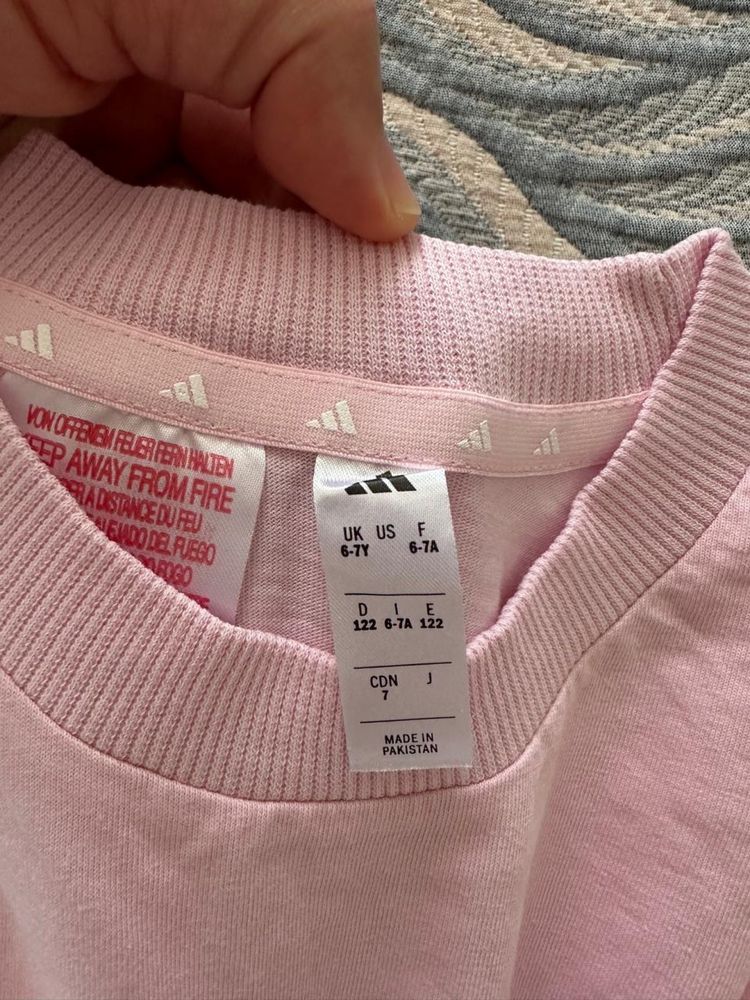 VON OFFENEM FEUER FERN HALTEN
KEEP AWAY FROM FIRE
A DISTANCE DU FEU
DEL FUEGO
FOGO
UK US F
6-7Y 6-7A
D I E
122 6-7A 122
CDN J
7
MADE IN
PAKISTAN